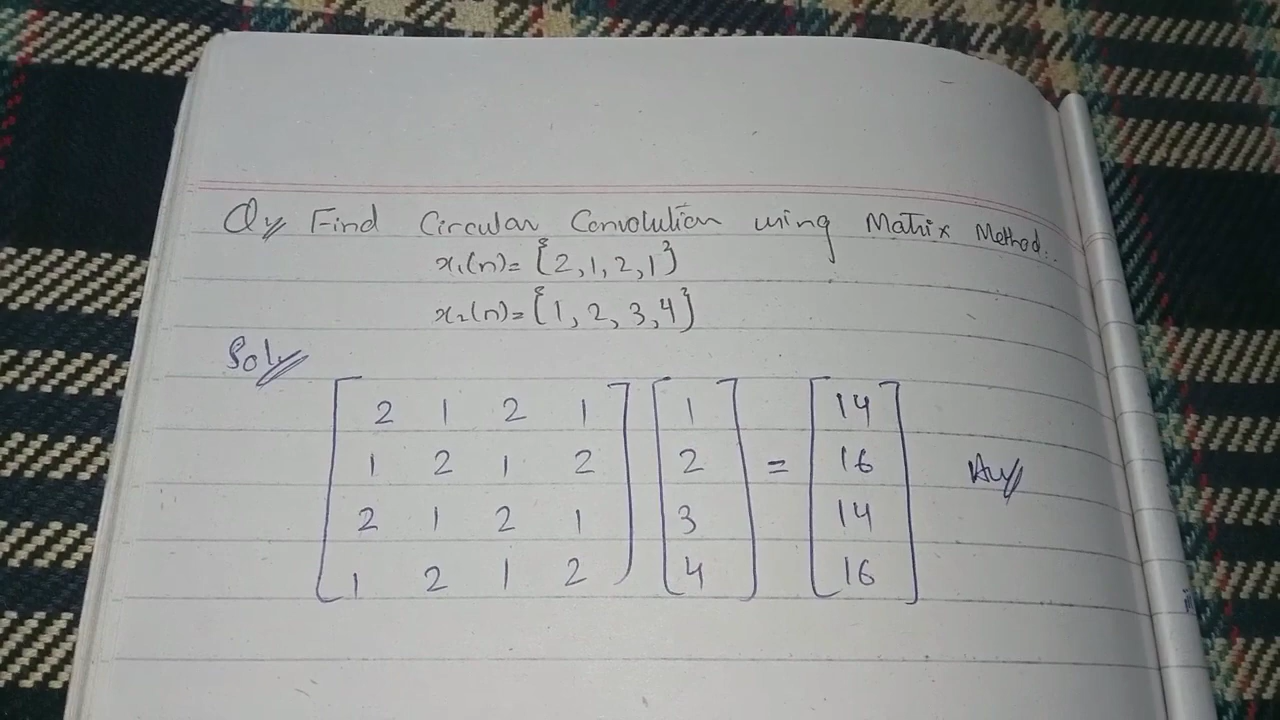 Q/ Find Circular Convolution using Matrix Method.
x₁(n) = {2, 1, 2, 1}
x₂(n) = {1, 2, 3, 4}
Sol/
2 1 2 1 1 14
1 2 1 2 2 = 16 Ans/
2 1 2 1 3 14
1 2 1 2 4 16